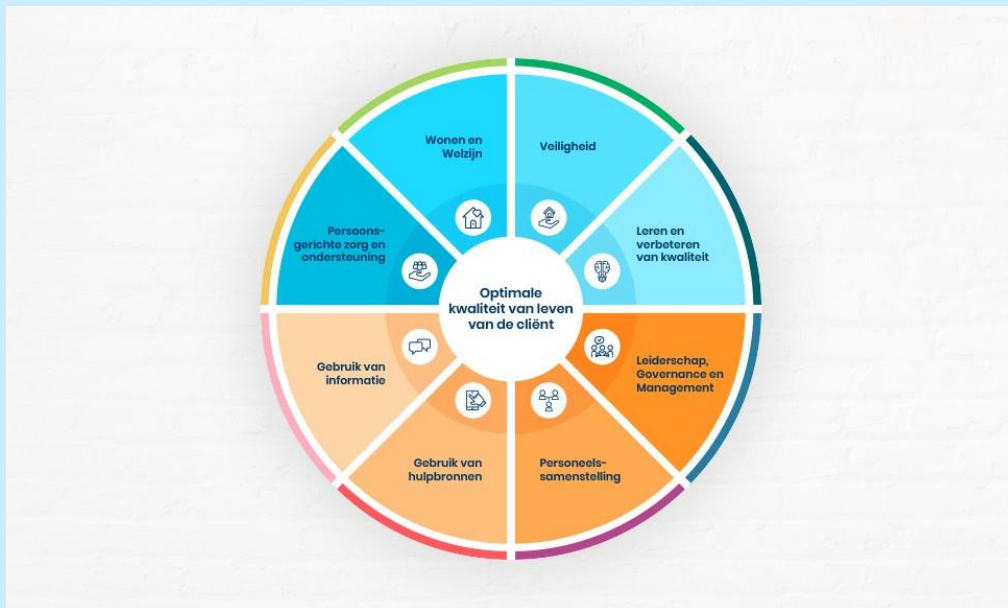 Wonen en
Welzijn
Veiligheid
Persoons-
gerichte zorg en
ondersteuning
Leren en
verbeteren
van kwaliteit
Optimale
kwaliteit van leven
van de cliënt
Gebruik van
informatie
Leiderschap,
Governance en
Management
Gebruik van
hulpbronnen
Personeels-
samenstelling